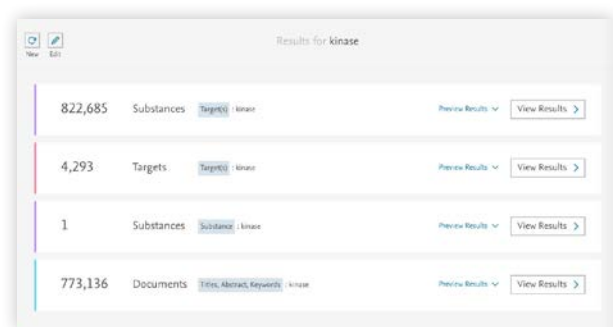 Results for kinase
New Edit
822,685 Substances Target(s) : kinase Preview Results View Results
4,293 Targets Target(s) : kinase Preview Results View Results
1 Substances Substance : kinase Preview Results View Results
773,136 Documents Titles, Abstract, Keywords : kinase Preview Results View Results